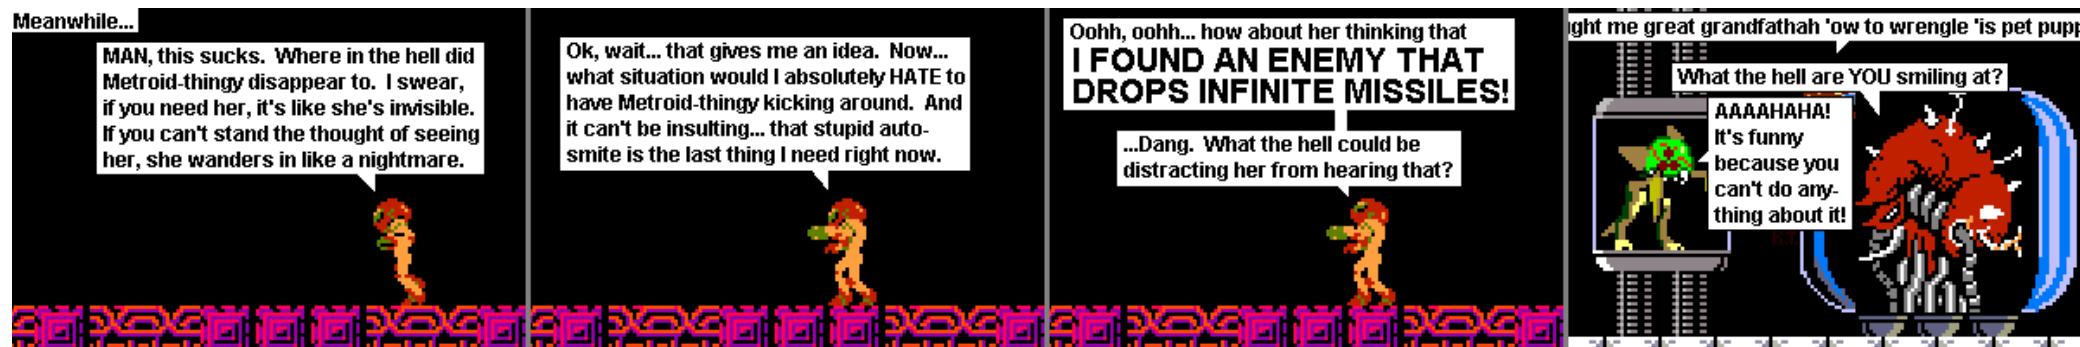 Meanwhile...
MAN, this sucks.  Where in the hell did
Metroid-thingy disappear to.  I swear,
if you need her, it's like she's invisible.
If you can't stand the thought of seeing
her, she wanders in like a nightmare.
Ok, wait... that gives me an idea.  Now...
what situation would I absolutely HATE to
have Metroid-thingy kicking around.  And
it can't be insulting... that stupid auto-
smite is the last thing I need right now.
Oohh, oohh... how about her thinking that
I FOUND AN ENEMY THAT
DROPS INFINITE MISSILES!
...Dang.  What the hell could be
distracting her from hearing that?
ght me great grandfathah 'ow to wrengle 'is pet pupp
What the hell are YOU smiling at?
AAAAHAHA!
It's funny
because you
can't do any-
thing about it!